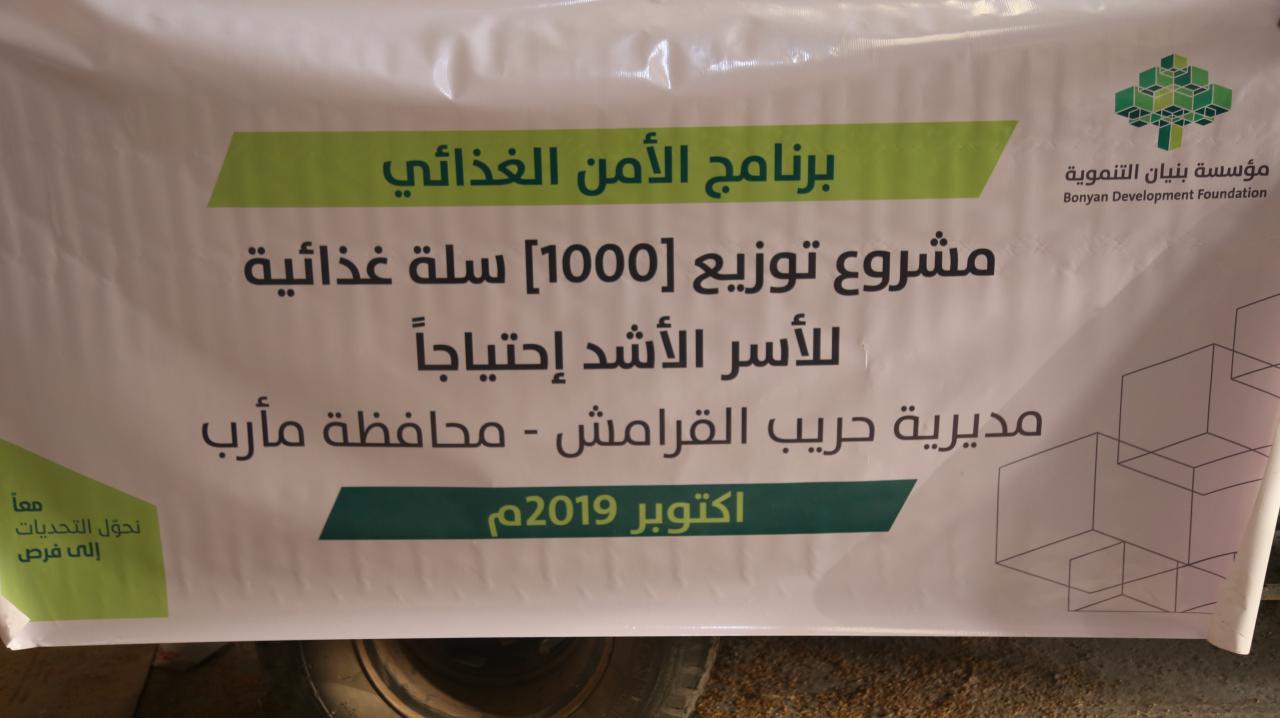 مؤسسة بنيان التنموية
Bonyan Development Foundation
برنامج الأمن الغذائي
مشروع توزيع [1000] سلة غذائية
للأسر الأشد إحتياجاً
مديرية حريب القرامش - محافظة مأرب
اكتوبر 2019م
معاً
نحوّل التحديات
إلى فرص